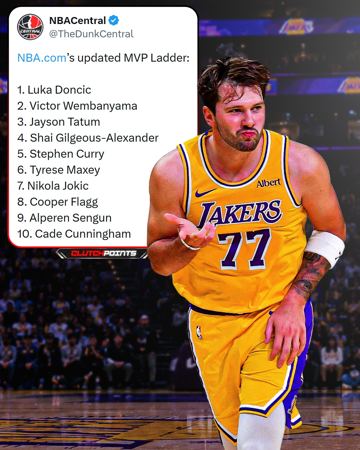 NBACentral
@TheDunkCentral
NBA.com's updated MVP Ladder:
1. Luka Doncic
2. Victor Wembanyama
3. Jayson Tatum
4. Shai Gilgeous-Alexander
5. Stephen Curry
6. Tyrese Maxey
7. Nikola Jokic
8. Cooper Flagg
9. Alperen Sengun
10. Cade Cunningham
CLUTCHPOINTS
Albert
LAKERS
77